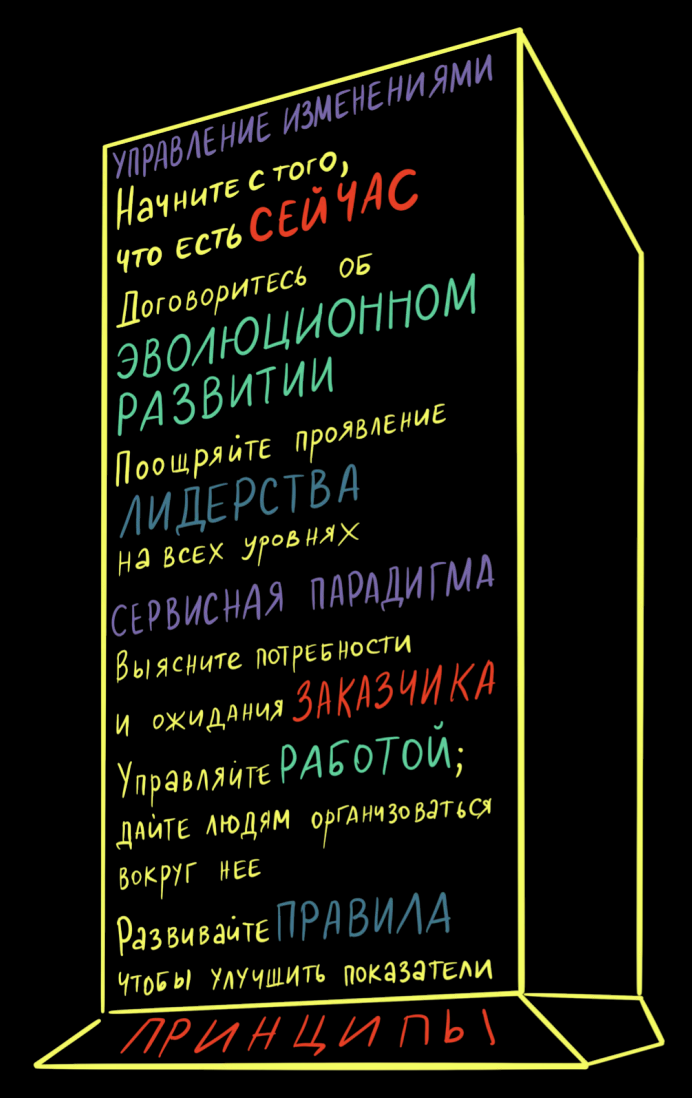 УПРАВЛЕНИЕ ИЗМЕНЕНИЯМИ
Начните с того,
что есть СЕЙЧАС
Договоритесь об
ЭВОЛЮЦИОННОМ
РАЗВИТИИ
Поощряйте проявление
ЛИДЕРСТВА
на всех уровнях
СЕРВИСНАЯ ПАРАДИГМА
Выясните потребности
и ожидания ЗАКАЗЧИКА
Управляйте РАБОТОЙ;
дайте людям организоваться
вокруг нее
Развивайте ПРАВИЛА
чтобы улучшить показатели
ПРИНЦИПЫ